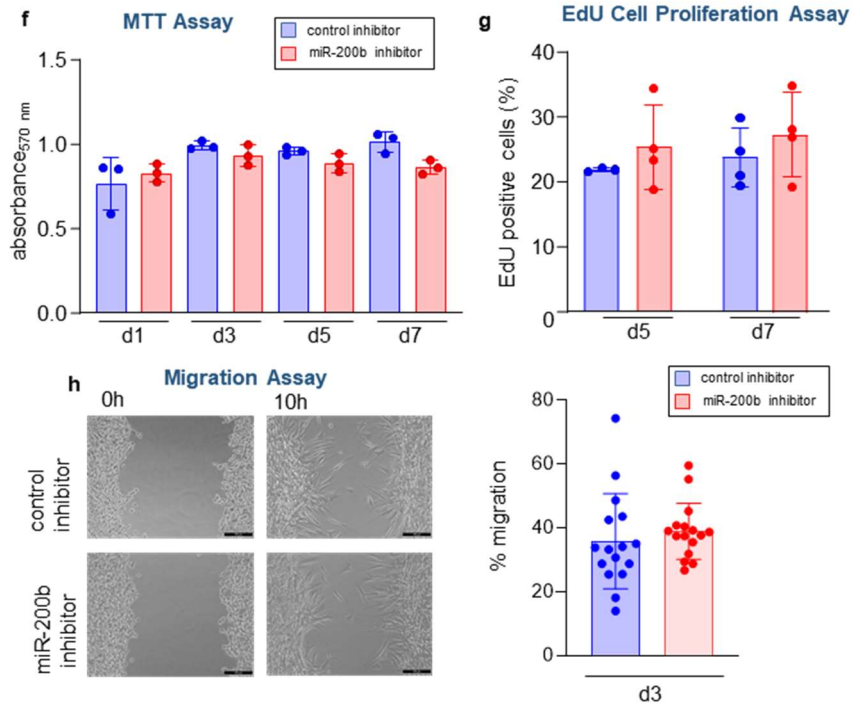 f
MTT Assay
control inhibitor
miR-200b inhibitor
absorbance570 nm
1.5
1.0
0.5
0.0
d1
d3
d5
d7
g
EdU Cell Proliferation Assay
EdU positive cells (%)
40
30
20
10
0
d5
d7
h
Migration Assay
0h
10h
control
inhibitor
miR-200b
inhibitor
control inhibitor
miR-200b inhibitor
% migration
80
60
40
20
0
d3